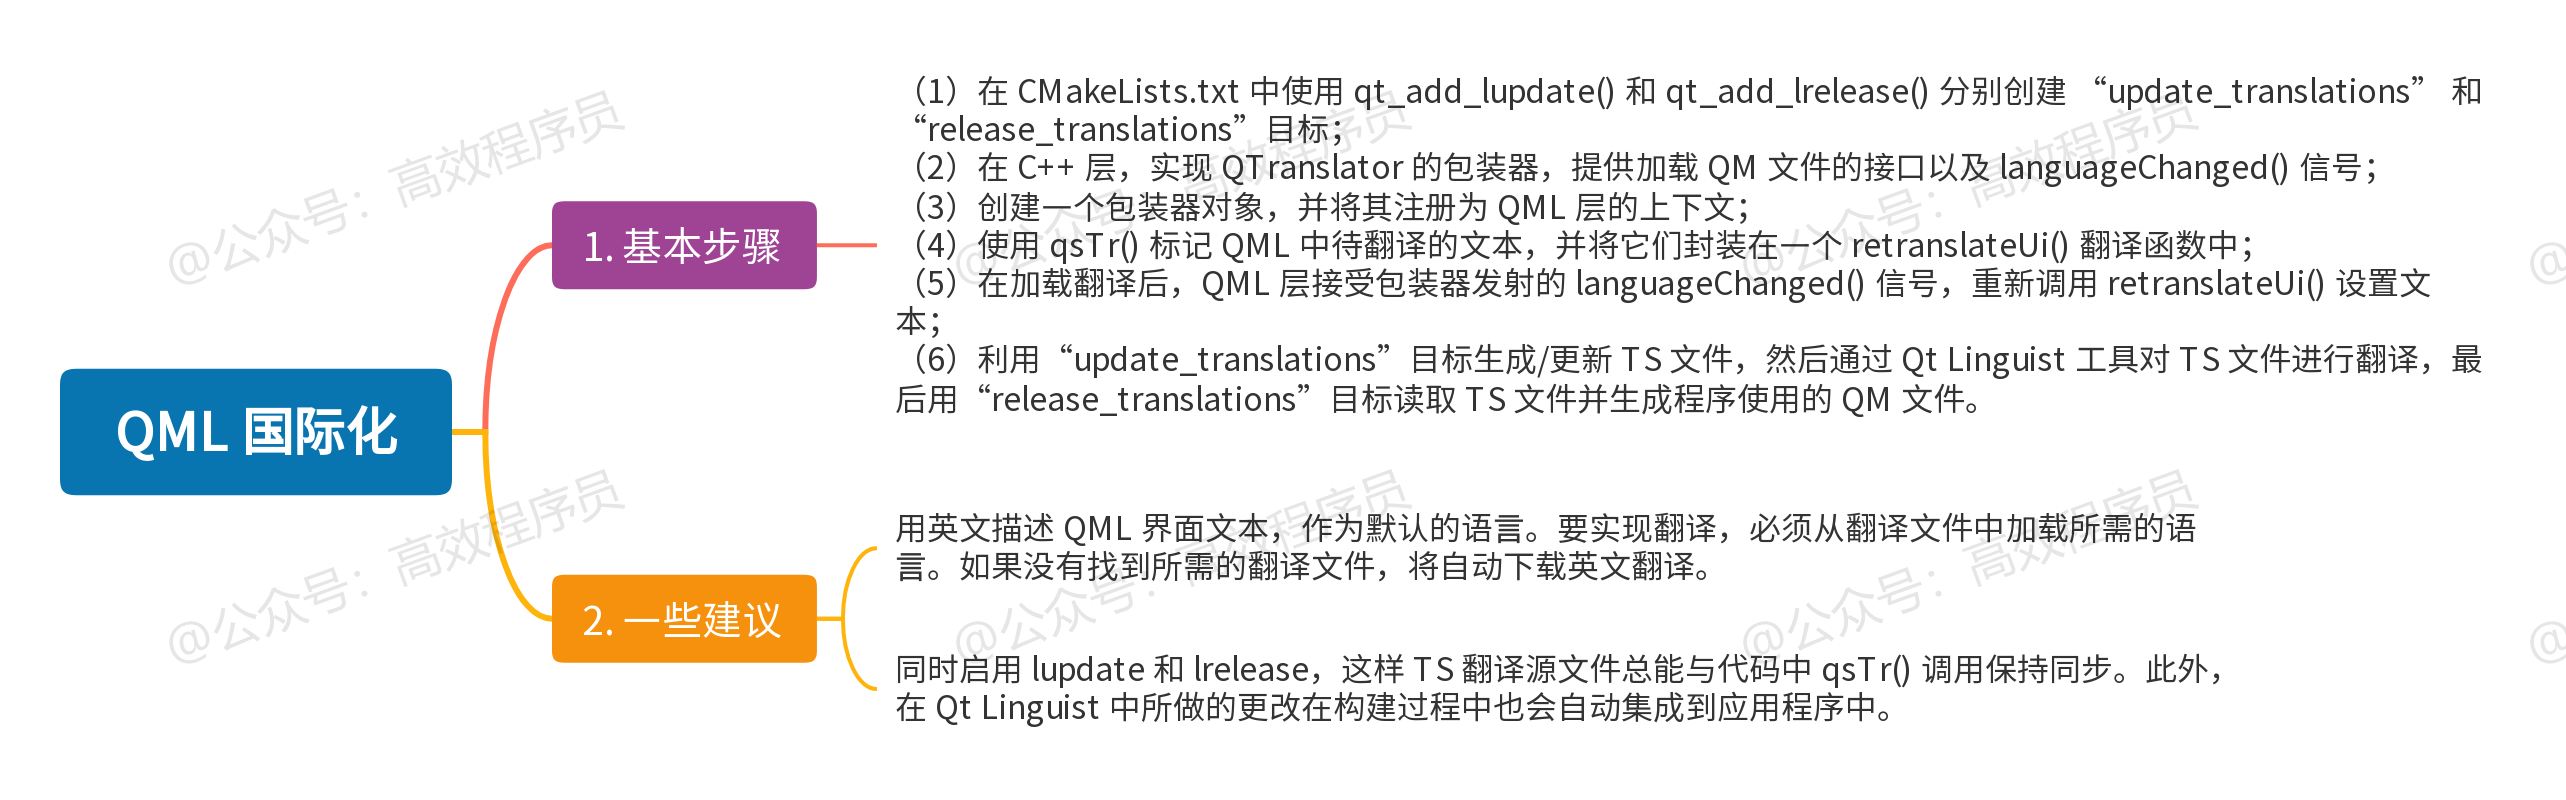 QML 国际化
1. 基本步骤
（1）在 CMakeLists.txt 中使用 qt_add_lupdate() 和 qt_add_lrelease() 分别创建 “update_translations” 和
“release_translations”目标；
（2）在 C++ 层，实现 QTranslator 的包装器，提供加载 QM 文件的接口以及 languageChanged() 信号；
（3）创建一个包装器对象，并将其注册为 QML 层的上下文；
（4）使用 qsTr() 标记 QML 中待翻译的文本，并将它们封装在一个 retranslateUi() 翻译函数中；
（5）在加载翻译后，QML 层接受包装器发射的 languageChanged() 信号，重新调用 retranslateUi() 设置文
本；
（6）利用“update_translations”目标生成/更新 TS 文件，然后通过 Qt Linguist 工具对 TS 文件进行翻译，最
后用“release_translations”目标读取 TS 文件并生成程序使用的 QM 文件。
2. 一些建议
用英文描述 QML 界面文本，作为默认的语言。要实现翻译，必须从翻译文件中加载所需的语
言。如果没有找到所需的翻译文件，将自动下载英文翻译。
同时启用 lupdate 和 lrelease，这样 TS 翻译源文件总能与代码中 qsTr() 调用保持同步。此外，
在 Qt Linguist 中所做的更改在构建过程中也会自动集成到应用程序中。
@公众号：高效程序员
@公众号：高效程序员
@公众号：高效程序员
@
@公众号：高效程序员
@公众号：高效程序员
@公众号：高效程序员
@